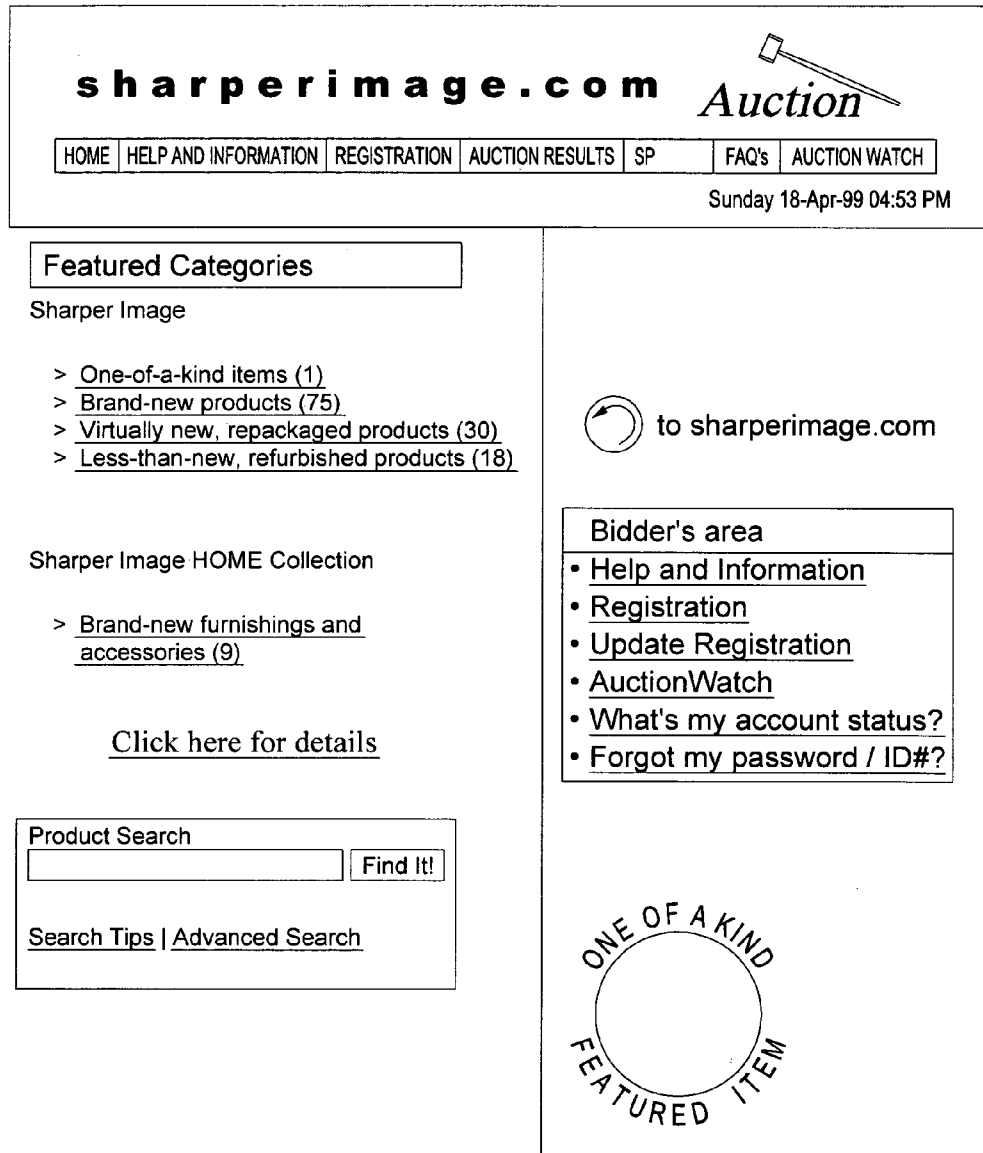 sharperimage.com
Auction
HOME HELP AND INFORMATION REGISTRATION AUCTION RESULTS SP FAQ's AUCTION WATCH
Sunday 18-Apr-99 04:53 PM
Featured Categories
Sharper Image
> One-of-a-kind items (1)
> Brand-new products (75)
> Virtually new, repackaged products (30)
> Less-than-new, refurbished products (18)
Sharper Image HOME Collection
> Brand-new furnishings and
accessories (9)
Click here for details
Product Search
Find It!
Search Tips | Advanced Search
to sharperimage.com
Bidder's area
• Help and Information
• Registration
• Update Registration
• AuctionWatch
• What's my account status?
• Forgot my password / ID#?
ONE OF A KIND
FEATURED ITEM